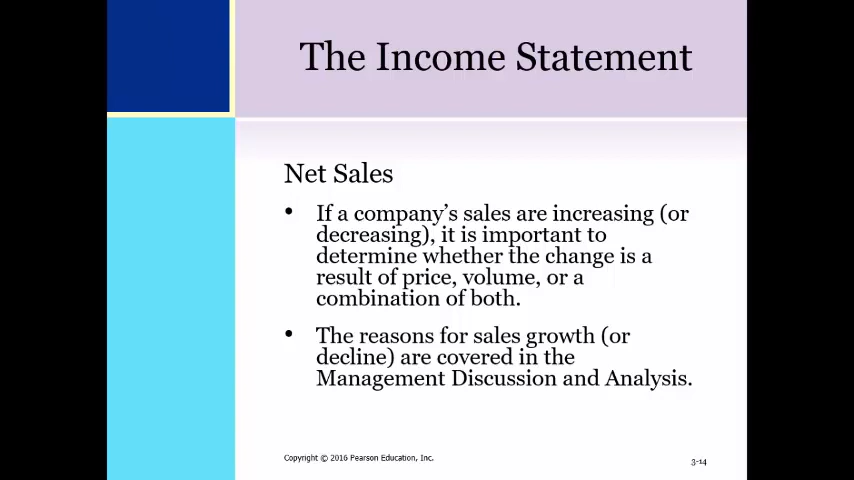 The Income Statement
Net Sales
• If a company's sales are increasing (or
decreasing), it is important to
determine whether the change is a
result of price, volume, or a
combination of both.
• The reasons for sales growth (or
decline) are covered in the
Management Discussion and Analysis.
Copyright © 2016 Pearson Education, Inc.
3-14